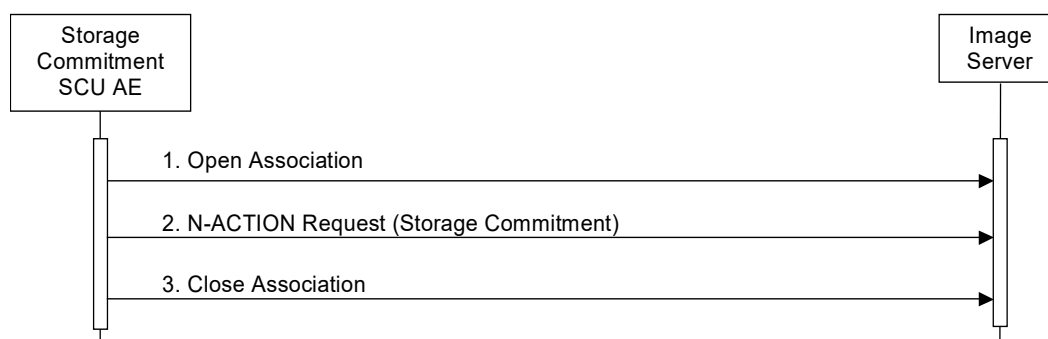 Storage
Commitment
SCU AE
Image
Server
1. Open Association
2. N-ACTION Request (Storage Commitment)
3. Close Association